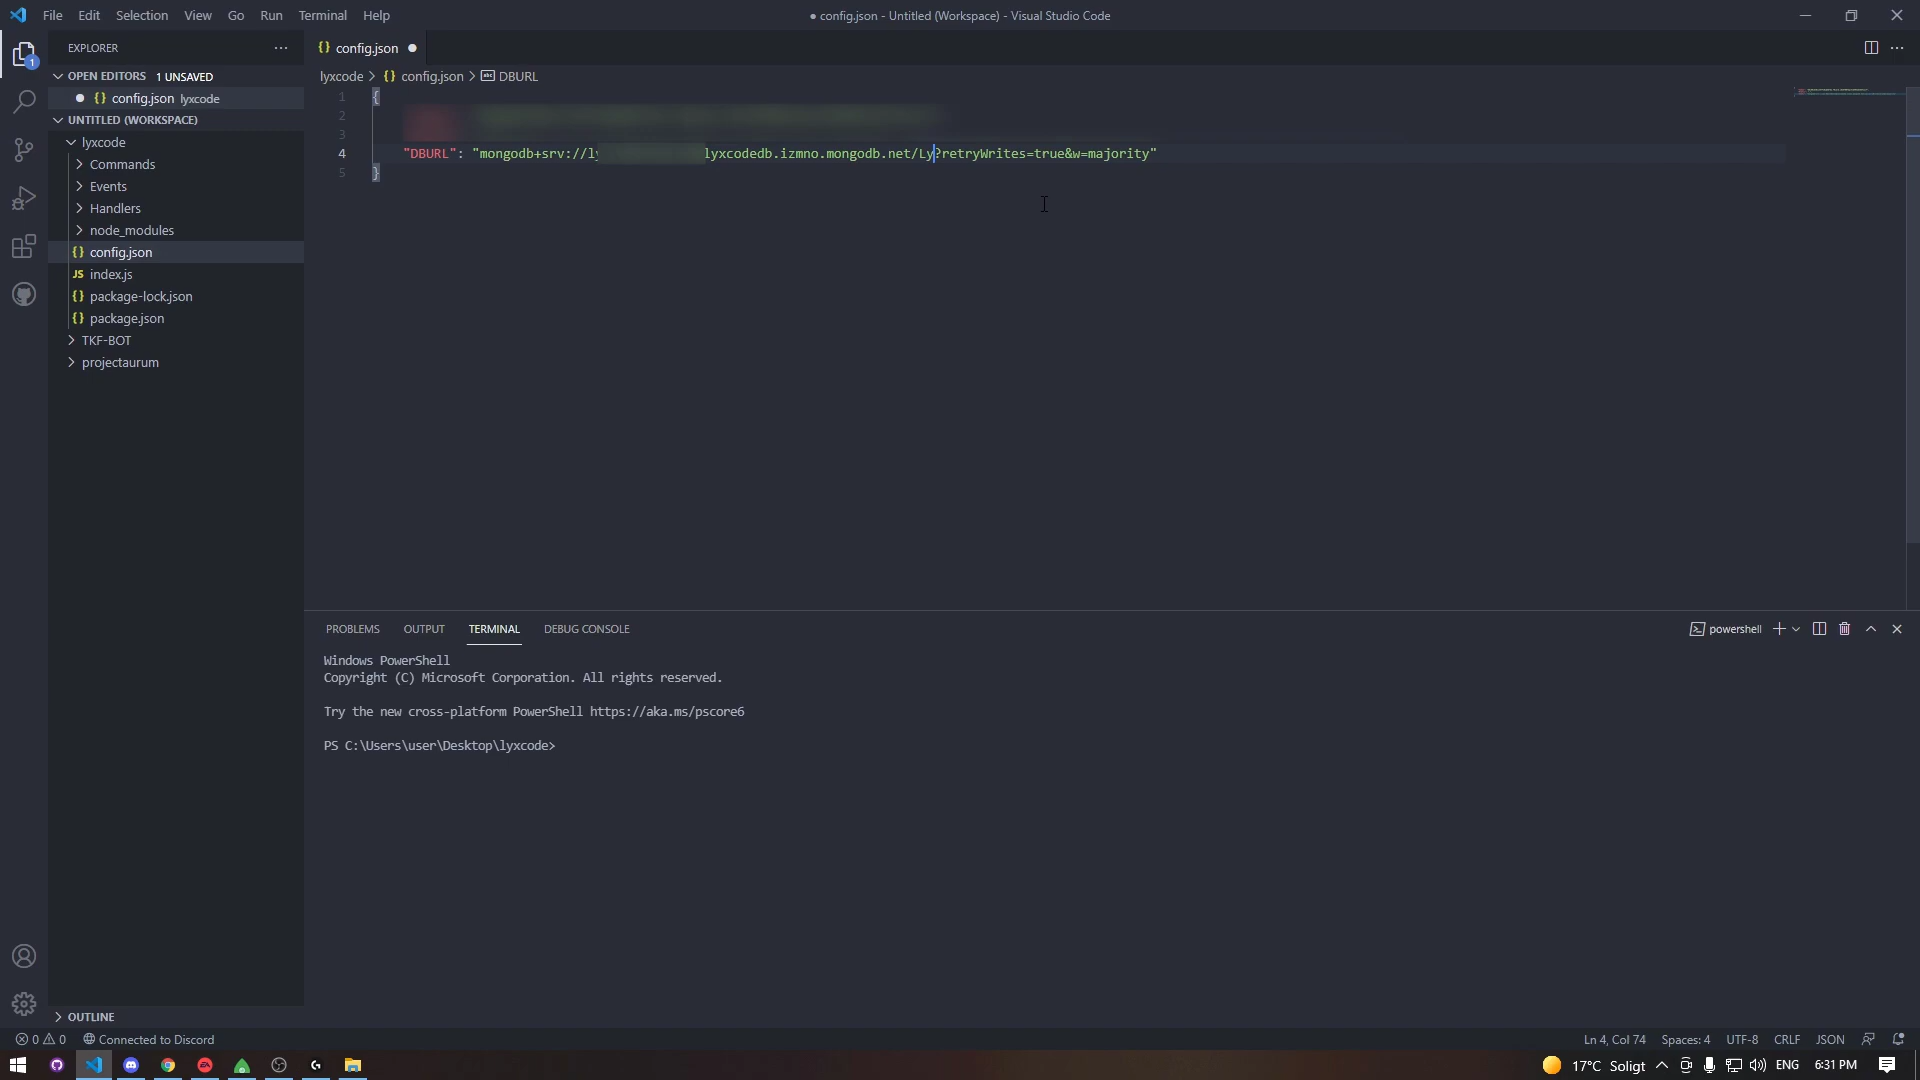 File Edit Selection View Go Run Terminal Help
● config.json - Untitled (Workspace) - Visual Studio Code
EXPLORER
config.json
OPEN EDITORS 1 UNSAVED
config.json lyxcode
UNTITLED (WORKSPACE)
lyxcode
Commands
Events
Handlers
node_modules
config.json
JS index.js
package-lock.json
package.json
TKF-BOT
projectaurum
OUTLINE
lyxcode > {} config.json > DBURL
1 {
2
3
4 "DBURL": "mongodb+srv://ly lyxcodedb.izmno.mongodb.net/Ly?retryWrites=true&w=majority"
5 }
PROBLEMS OUTPUT TERMINAL DEBUG CONSOLE
powershell
Windows PowerShell
Copyright (C) Microsoft Corporation. All rights reserved.
Try the new cross-platform PowerShell https://aka.ms/pscore6
PS C:\Users\user\Desktop\lyxcode>
0 0 Connected to Discord
Ln 4, Col 74 Spaces: 4 UTF-8 CRLF JSON
17°C Soligt ENG 6:31 PM